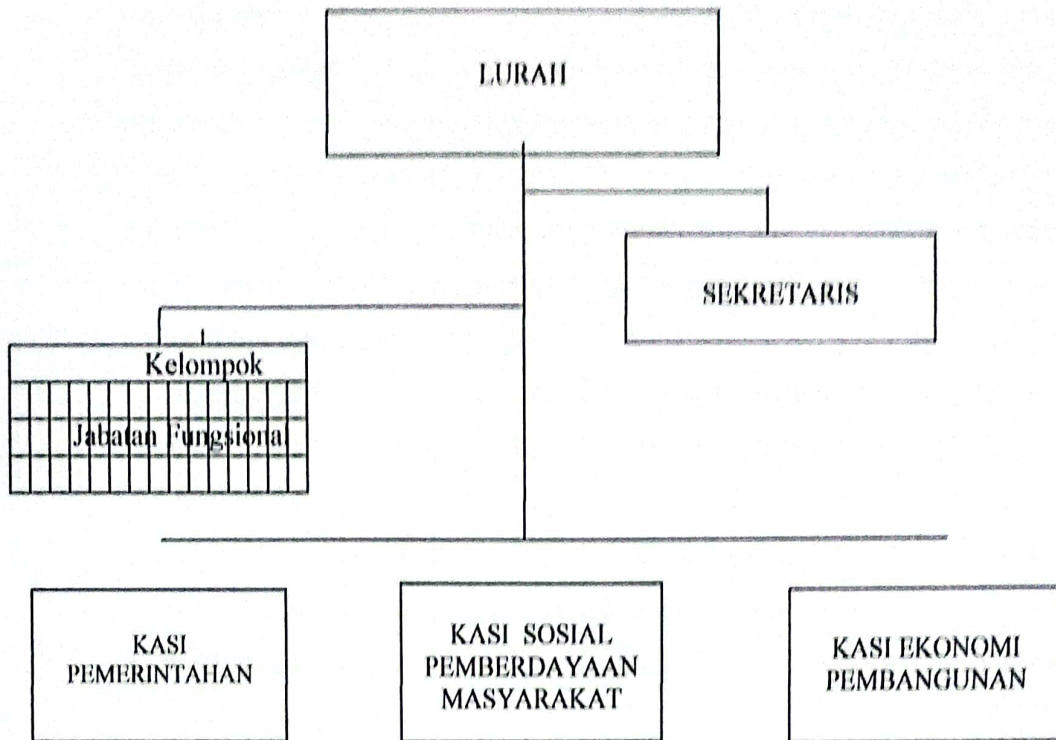 LURAH
SEKRETARIS
Kelompok
Jabatan Fungsional
KASI
PEMERINTAHAN
KASI SOSIAL
PEMBERDAYAAN
MASYARAKAT
KASI EKONOMI
PEMBANGUNAN